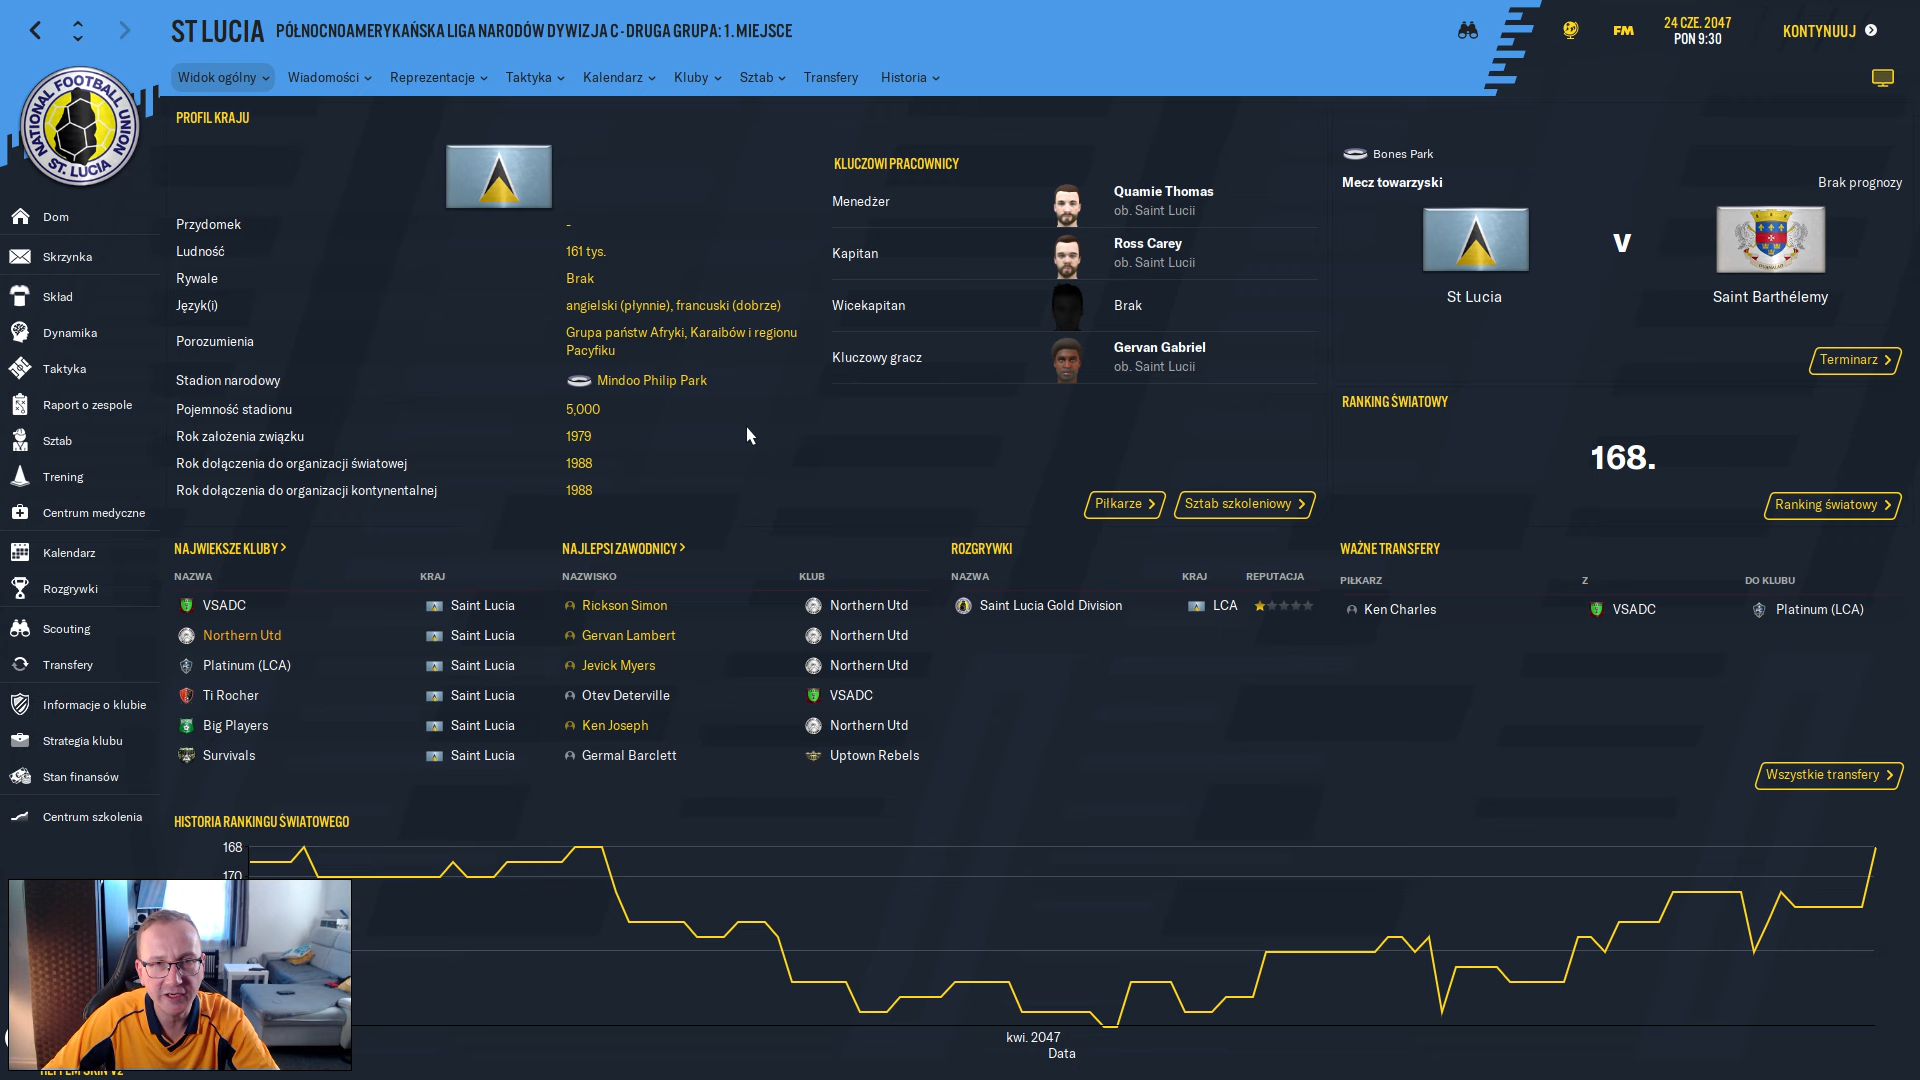 ST LUCIA
PÓŁNOCNOAMERYKAŃSKA LIGA NARODÓW DYWIZJA C - DRUGA GRUPA: 1. MIEJSCE
FM
24 CZE. 2047
PON 9:30
KONTYNUUJ
Widok ogólny
Wiadomości
Reprezentacje
Taktyka
Kalendarz
Kluby
Sztab
Transfery
Historia
NATIONAL FOOTBALL UNION
ST. LUCIA
Dom
Skrzynka
Skład
Dynamika
Taktyka
Raport o zespole
Sztab
Trening
Centrum medyczne
Kalendarz
Rozgrywki
Scouting
Transfery
Informacje o klubie
Strategia klubu
Stan finansów
Centrum szkolenia
PROFIL KRAJU
Przydomek -
Ludność 161 tys.
Rywale Brak
Język(i) angielski (płynnie), francuski (dobrze)
Porozumienia Grupa państw Afryki, Karaibów i regionu
Pacyfiku
Stadion narodowy Mindoo Philip Park
Pojemność stadionu 5,000
Rok założenia związku 1979
Rok dołączenia do organizacji światowej 1988
Rok dołączenia do organizacji kontynentalnej 1988
KLUCZOWI PRACOWNICY
Menedżer Quamie Thomas
ob. Saint Lucii
Kapitan Ross Carey
ob. Saint Lucii
Wicekapitan Brak
Kluczowy gracz Gervan Gabriel
ob. Saint Lucii
Piłkarze
Sztab szkoleniowy
Bones Park
Mecz towarzyski Brak prognozy
v
St Lucia Saint Barthélemy
Terminarz
RANKING ŚWIATOWY
168.
Ranking światowy
NAJWIĘKSZE KLUBY
NAZWA KRAJ
VSADC Saint Lucia
Northern Utd Saint Lucia
Platinum (LCA) Saint Lucia
Ti Rocher Saint Lucia
Big Players Saint Lucia
Survivals Saint Lucia
NAJLEPSI ZAWODNICY
NAZWISKO KLUB
Rickson Simon Northern Utd
Gervan Lambert Northern Utd
Jevick Myers Northern Utd
Otev Deterville VSADC
Ken Joseph Northern Utd
Germal Barclett Uptown Rebels
ROZGRYWKI
NAZWA KRAJ REPUTACJA
Saint Lucia Gold Division LCA
WAŻNE TRANSFERY
PIŁKARZ Z DO KLUBU
Ken Charles VSADC Platinum (LCA)
Wszystkie transfery
HISTORIA RANKINGU ŚWIATOWEGO
168
170
kwi. 2047
Data